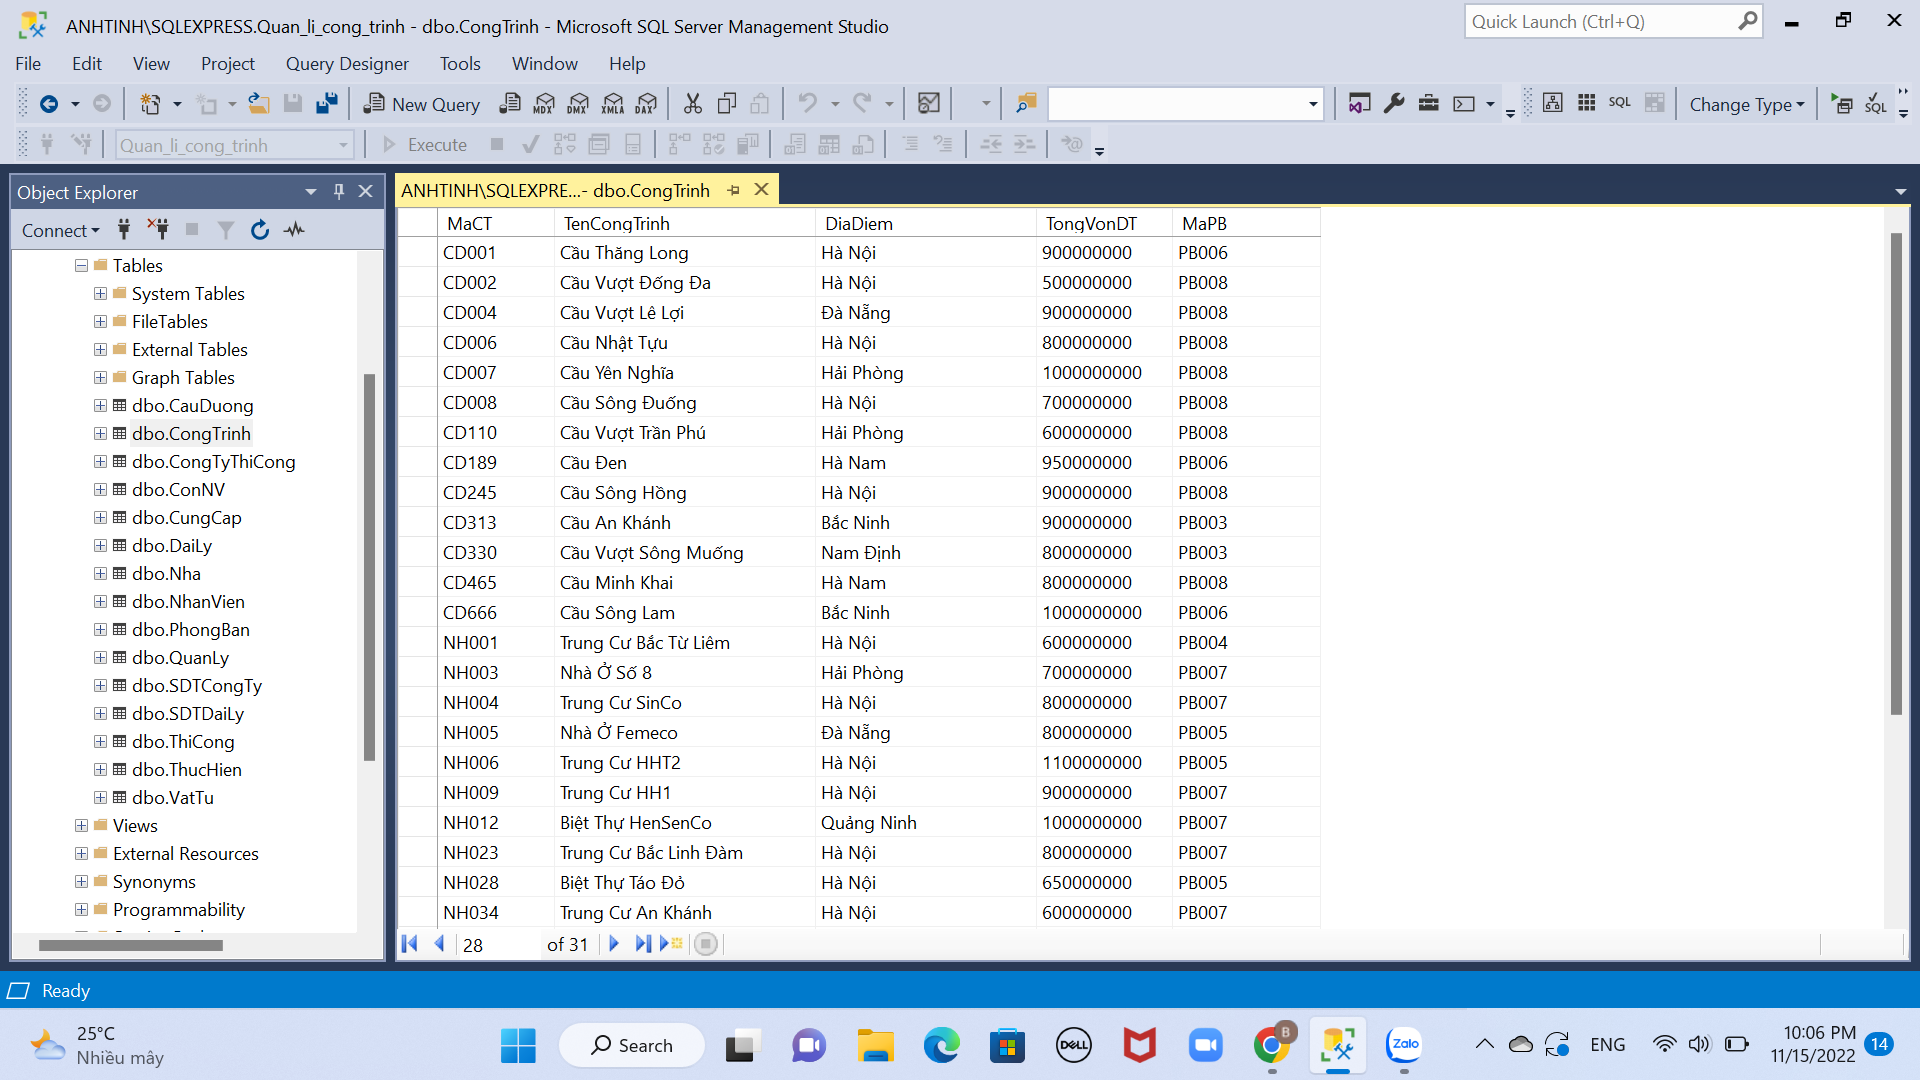 ANHTINH\SQLEXPRESS.Quan_li_cong_trinh - dbo.CongTrinh - Microsoft SQL Server Management Studio
Quick Launch (Ctrl+Q)
File Edit View Project Query Designer Tools Window Help
New Query MDX DMX XMLA DAX SQL Change Type SQL
Quan_li_cong_trinh Execute
Object Explorer
Connect
Tables
System Tables
FileTables
External Tables
Graph Tables
dbo.CauDuong
dbo.CongTrinh
dbo.CongTyThiCong
dbo.ConNV
dbo.CungCap
dbo.DaiLy
dbo.Nha
dbo.NhanVien
dbo.PhongBan
dbo.QuanLy
dbo.SDTCongTy
dbo.SDTDaiLy
dbo.ThiCong
dbo.ThucHien
dbo.VatTu
Views
External Resources
Synonyms
Programmability
ANHTINH\SQLEXPRE...- dbo.CongTrinh
MaCT TenCongTrinh DiaDiem TongVonDT MaPB
CD001 Cầu Thăng Long Hà Nội 900000000 PB006
CD002 Cầu Vượt Đống Đa Hà Nội 500000000 PB008
CD004 Cầu Vượt Lê Lợi Đà Nẵng 900000000 PB008
CD006 Cầu Nhật Tựu Hà Nội 800000000 PB008
CD007 Cầu Yên Nghĩa Hải Phòng 1000000000 PB008
CD008 Cầu Sông Đuống Hà Nội 700000000 PB008
CD110 Cầu Vượt Trần Phú Hải Phòng 600000000 PB008
CD189 Cầu Đen Hà Nam 950000000 PB006
CD245 Cầu Sông Hồng Hà Nội 900000000 PB008
CD313 Cầu An Khánh Bắc Ninh 900000000 PB003
CD330 Cầu Vượt Sông Muống Nam Định 800000000 PB003
CD465 Cầu Minh Khai Hà Nam 800000000 PB008
CD666 Cầu Sông Lam Bắc Ninh 1000000000 PB006
NH001 Trung Cư Bắc Từ Liêm Hà Nội 600000000 PB004
NH003 Nhà Ở Số 8 Hải Phòng 700000000 PB007
NH004 Trung Cư SinCo Hà Nội 800000000 PB007
NH005 Nhà Ở Femeco Đà Nẵng 800000000 PB005
NH006 Trung Cư HHT2 Hà Nội 1100000000 PB005
NH009 Trung Cư HH1 Hà Nội 900000000 PB007
NH012 Biệt Thự HenSenCo Quảng Ninh 1000000000 PB007
NH023 Trung Cư Bắc Linh Đàm Hà Nội 800000000 PB007
NH028 Biệt Thự Táo Đỏ Hà Nội 650000000 PB005
NH034 Trung Cư An Khánh Hà Nội 600000000 PB007
28 of 31
Ready
25°C
Nhiều mây
Search
DELL
B
Zalo
ENG
10:06 PM
11/15/2022
14